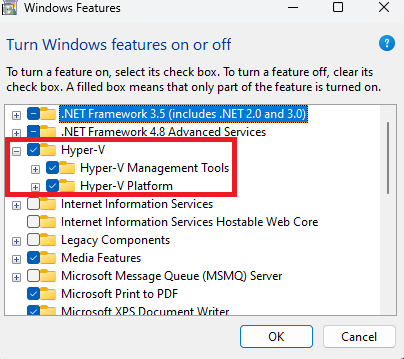 Windows Features
Turn Windows features on or off
?
To turn a feature on, select its check box. To turn a feature off, clear its
check box. A filled box means that only part of the feature is turned on.
.NET Framework 3.5 (includes .NET 2.0 and 3.0)
.NET Framework 4.8 Advanced Services
Hyper-V
Hyper-V Management Tools
Hyper-V Platform
Internet Information Services
Internet Information Services Hostable Web Core
Legacy Components
Media Features
Microsoft Message Queue (MSMQ) Server
Microsoft Print to PDF
Microsoft XPS Document Writer
OK Cancel